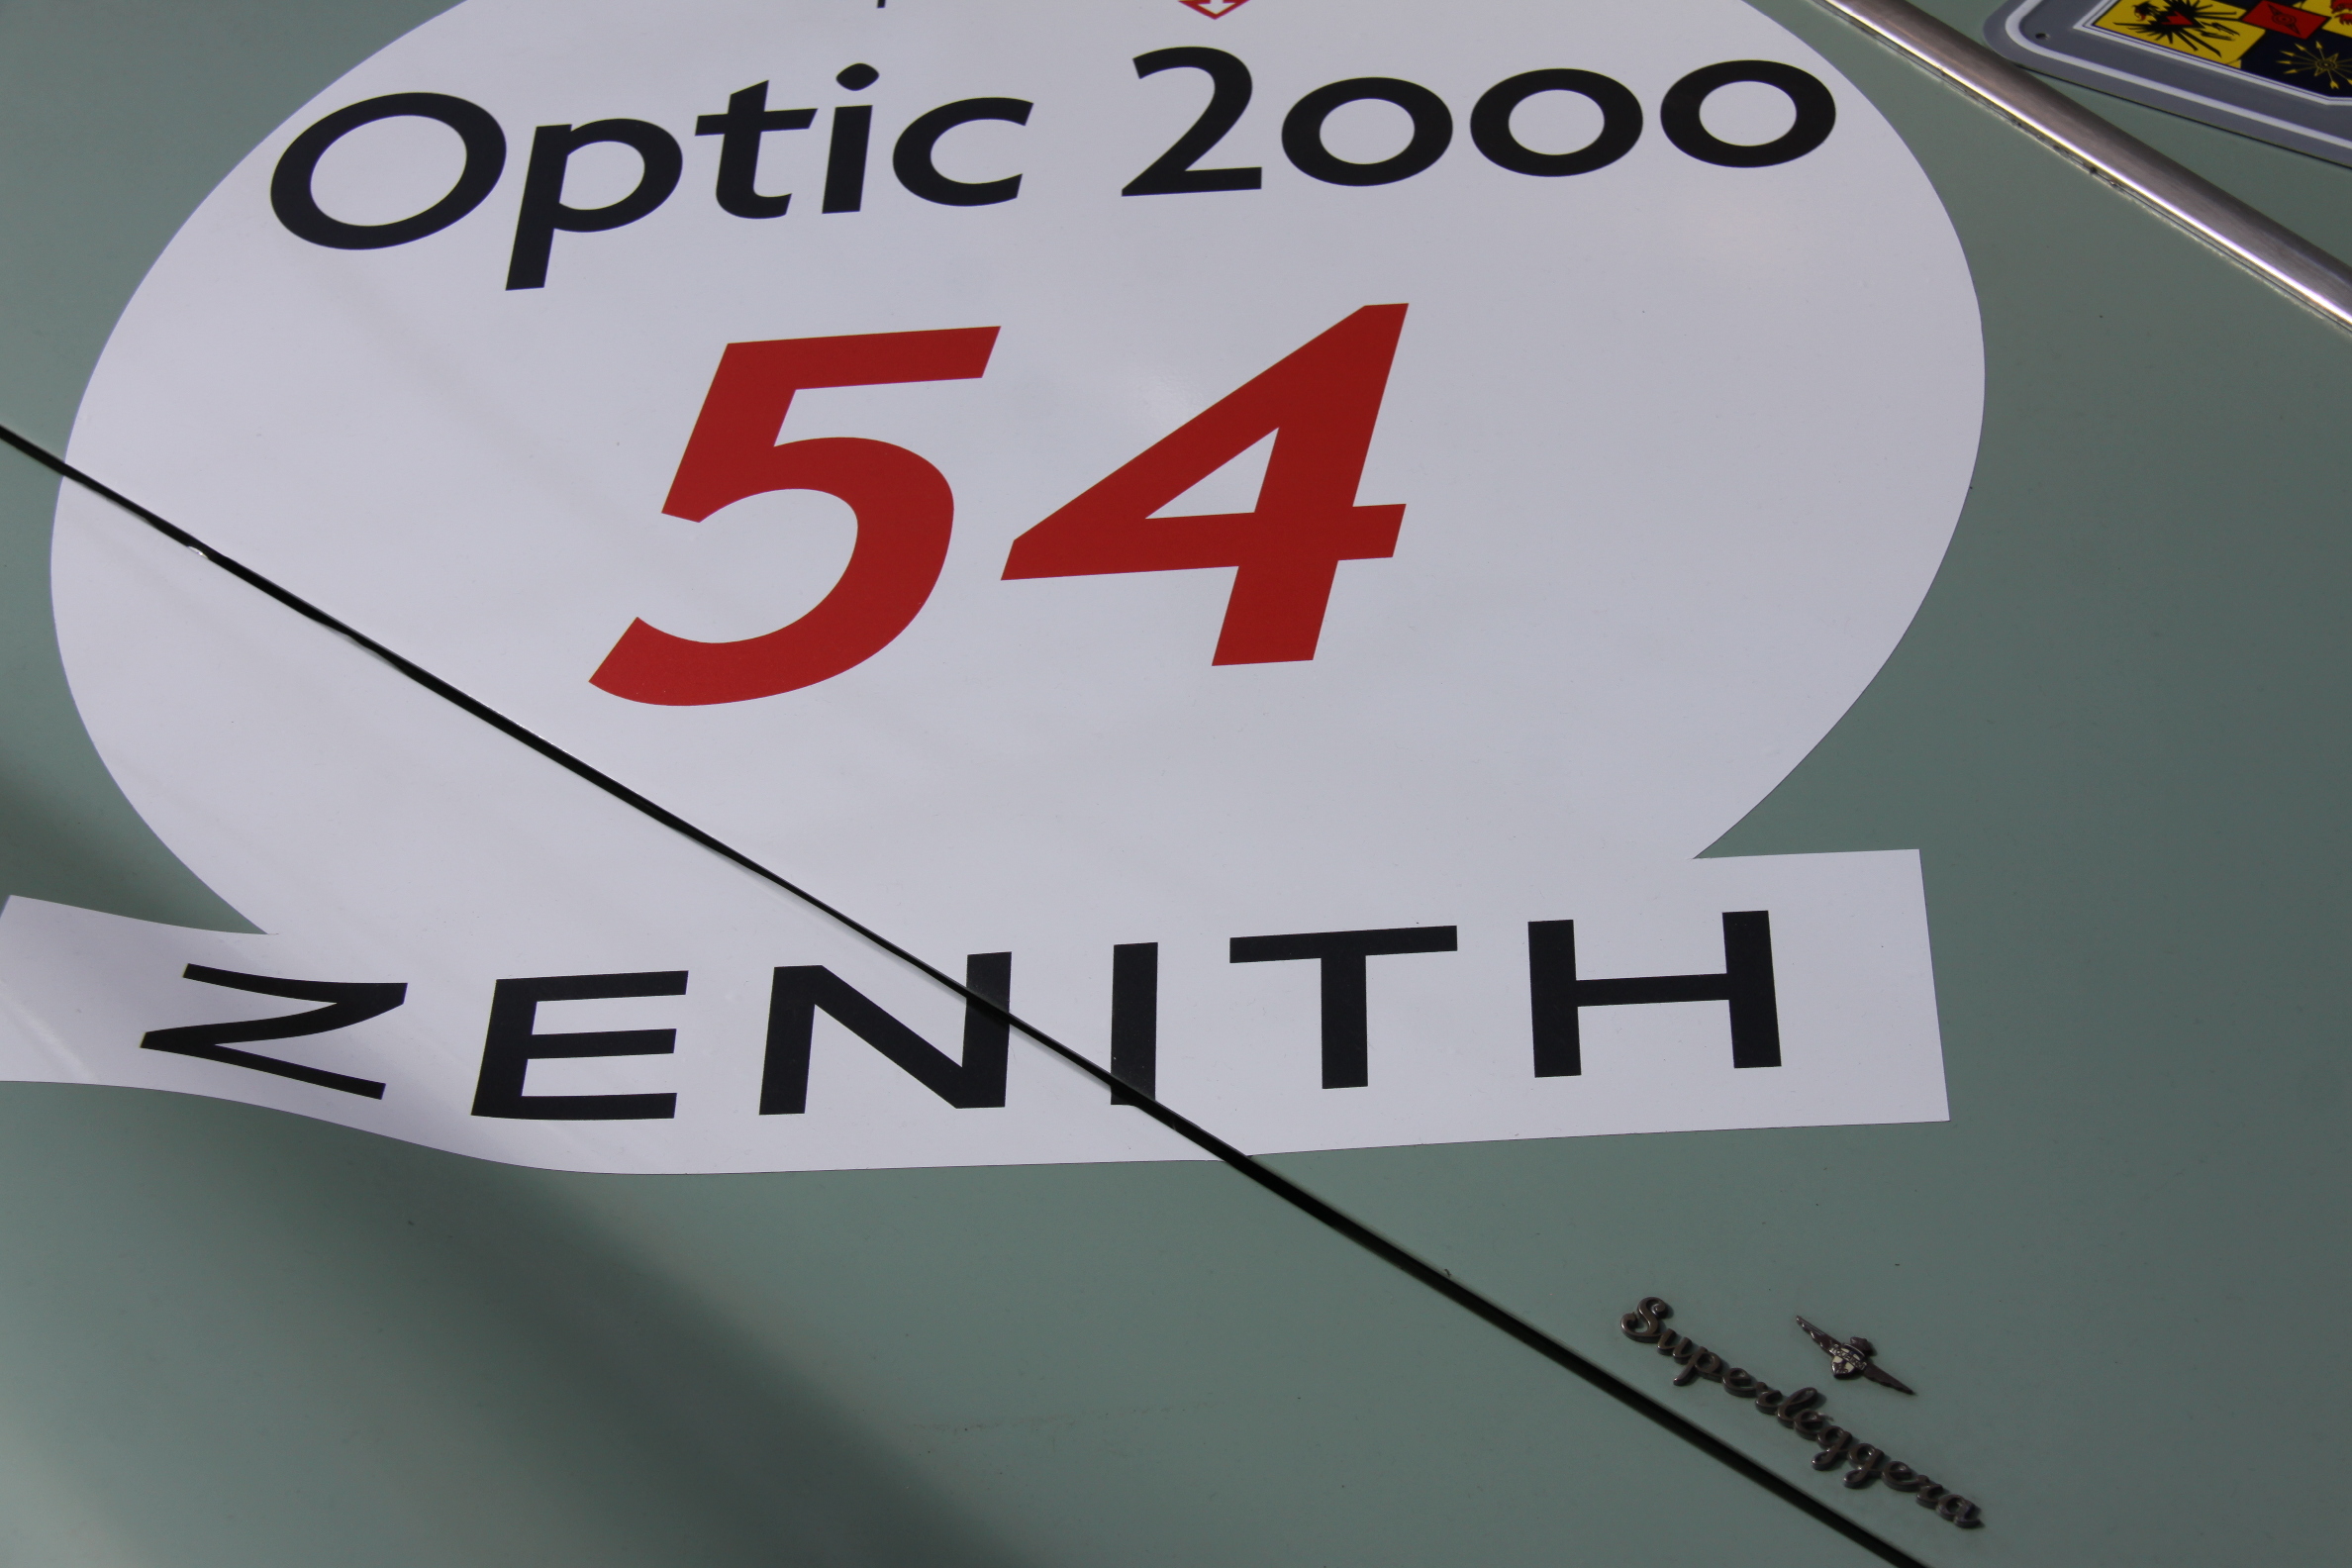 Optic 2000
54
ZENITH
Superleggera